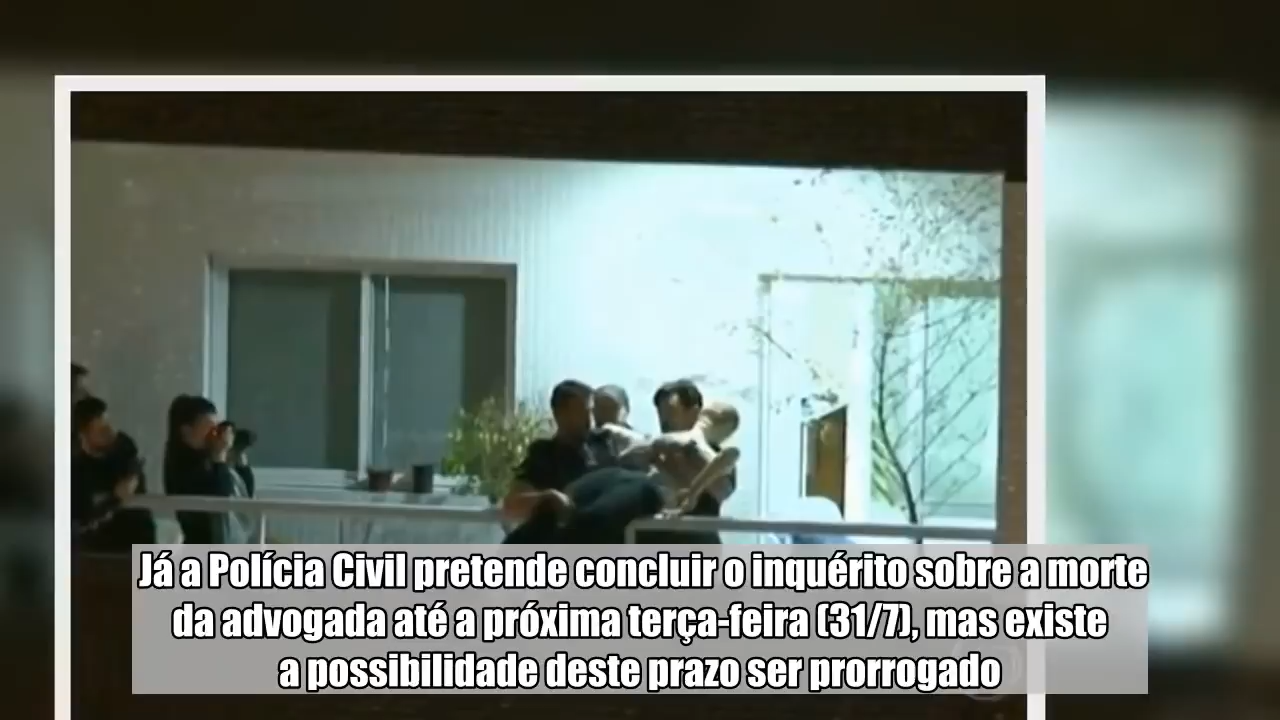 Já a Polícia Civil pretende concluir o inquérito sobre a morte
da advogada até a próxima terça-feira (31/7), mas existe
a possibilidade deste prazo ser prorrogado